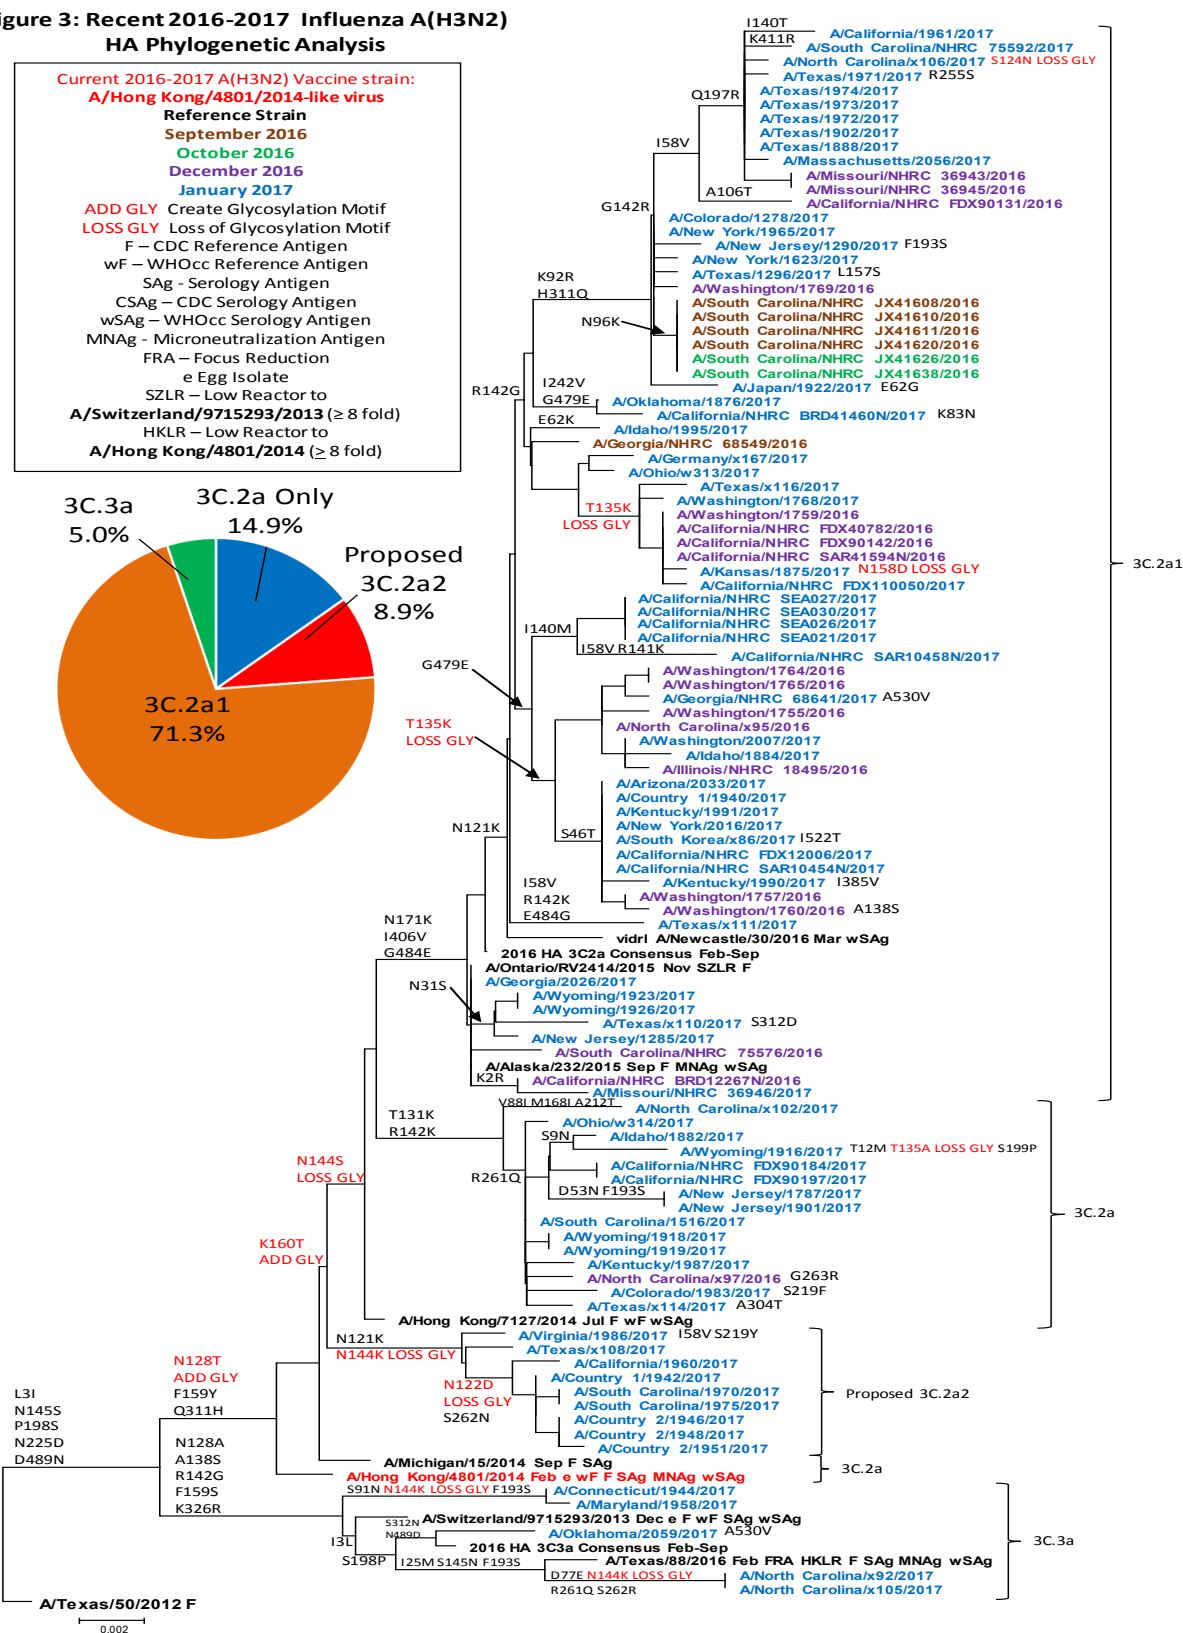 igure 3: Recent 2016-2017 Influenza A(H3N2)
HA Phylogenetic Analysis
Current 2016-2017 A(H3N2) Vaccine strain:
A/Hong Kong/4801/2014-like virus
Reference Strain
September 2016
October 2016
December 2016
January 2017
ADD GLY Create Glycosylation Motif
LOSS GLY Loss of Glycosylation Motif
F – CDC Reference Antigen
wF – WHOcc Reference Antigen
SAg - Serology Antigen
CSAg – CDC Serology Antigen
wSAg – WHOcc Serology Antigen
MNAg - Microneutralization Antigen
FRA – Focus Reduction
e Egg Isolate
SZLR – Low Reactor to
A/Switzerland/9715293/2013 (≥ 8 fold)
HKLR – Low Reactor to
A/Hong Kong/4801/2014 (≥ 8 fold)
3C.3a
5.0%
3C.2a Only
14.9%
Proposed
3C.2a2
8.9%
3C.2a1
71.3%
I140T
A/California/1961/2017
K411R
A/South Carolina/NHRC 75592/2017
A/North Carolina/x106/2017 S124N LOSS GLY
A/Texas/1971/2017 R255S
Q197R
A/Texas/1974/2017
A/Texas/1973/2017
A/Texas/1972/2017
A/Texas/1902/2017
A/Texas/1888/2017
I58V
A/Massachusetts/2056/2017
A/Missouri/NHRC 36943/2016
A106T
A/Missouri/NHRC 36945/2016
A/California/NHRC FDX90131/2016
G142R
A/Colorado/1278/2017
A/New York/1965/2017
A/New Jersey/1290/2017 F193S
A/New York/1623/2017
A/Texas/1296/2017 L157S
K92R
H311Q
A/Washington/1769/2016
A/South Carolina/NHRC JX41608/2016
A/South Carolina/NHRC JX41610/2016
N96K
A/South Carolina/NHRC JX41611/2016
A/South Carolina/NHRC JX41620/2016
A/South Carolina/NHRC JX41626/2016
A/South Carolina/NHRC JX41638/2016
A/Japan/1922/2017 E62G
R142G
I242V
G479E
A/Oklahoma/1876/2017
A/California/NHRC BRD41460N/2017 K83N
E62K
A/Idaho/1995/2017
A/Georgia/NHRC 68549/2016
A/Germany/x167/2017
A/Ohio/w313/2017
A/Texas/x116/2017
T135K
LOSS GLY
A/Washington/1768/2017
A/Washington/1759/2016
A/California/NHRC FDX40782/2016
A/California/NHRC FDX90142/2016
A/California/NHRC SAR41594N/2016
A/Kansas/1875/2017 N158D LOSS GLY
A/California/NHRC FDX110050/2017
3C.2a1
A/California/NHRC SEA027/2017
A/California/NHRC SEA030/2017
A/California/NHRC SEA026/2017
A/California/NHRC SEA021/2017
I140M
I58V R141K
A/California/NHRC SAR10458N/2017
G479E
A/Washington/1764/2016
A/Washington/1765/2016
A/Georgia/NHRC 68641/2017 A530V
A/Washington/1755/2016
A/North Carolina/x95/2016
T135K
LOSS GLY
A/Washington/2007/2017
A/Idaho/1884/2017
A/Illinois/NHRC 18495/2016
A/Arizona/2033/2017
A/Country 1/1940/2017
A/Kentucky/1991/2017
N121K
S46T
A/New York/2016/2017
A/South Korea/x86/2017 I522T
A/California/NHRC FDX12006/2017
A/California/NHRC SAR10454N/2017
A/Kentucky/1990/2017 I385V
A/Washington/1757/2016
A/Washington/1760/2016 A138S
I58V
R142K
E484G
A/Texas/x111/2017
vidrl A/Newcastle/30/2016 Mar wSAg
N171K
I406V
G484E
2016 HA 3C2a Consensus Feb-Sep
A/Ontario/RV2414/2015 Nov SZLR F
A/Georgia/2026/2017
N31S
A/Wyoming/1923/2017
A/Wyoming/1926/2017
A/Texas/x110/2017 S312D
A/New Jersey/1285/2017
A/South Carolina/NHRC 75576/2016
A/Alaska/232/2015 Sep F MNAg wSAg
K2R
A/California/NHRC BRD12267N/2016
A/Missouri/NHRC 36946/2017
T131K
R142K
V88I M168I A212T
A/North Carolina/x102/2017
A/Ohio/w314/2017
S9N
A/Idaho/1882/2017
A/Wyoming/1916/2017 T12M T135A LOSS GLY S199P
R261Q
A/California/NHRC FDX90184/2017
A/California/NHRC FDX90197/2017
D53N F193S
A/New Jersey/1787/2017
A/New Jersey/1901/2017
3C.2a
N144S
LOSS GLY
A/South Carolina/1516/2017
A/Wyoming/1918/2017
A/Wyoming/1919/2017
A/Kentucky/1987/2017
A/North Carolina/x97/2016 G263R
A/Colorado/1983/2017 S219F
A/Texas/x114/2017 A304T
K160T
ADD GLY
A/Hong Kong/7127/2014 Jul F wF wSAg
N121K
N144K LOSS GLY
A/Virginia/1986/2017 I58V S219Y
A/Texas/x108/2017
A/California/1960/2017
N122D
LOSS GLY
S262N
A/Country 1/1942/2017
A/South Carolina/1970/2017
A/South Carolina/1975/2017
A/Country 2/1946/2017
A/Country 2/1948/2017
A/Country 2/1951/2017
Proposed 3C.2a2
N128T
ADD GLY
F159Y
Q311H
A/Michigan/15/2014 Sep F SAg
A/Hong Kong/4801/2014 Feb e wF F SAg MNAg wSAg
3C.2a
L3I
N145S
P198S
N225D
D489N
N128A
A138S
R142G
F159S
K326R
S91N N144K LOSS GLY F193S
A/Connecticut/1944/2017
A/Maryland/1958/2017
A/Switzerland/9715293/2013 Dec e F wF SAg wSAg
S312N
N489D
A/Oklahoma/2059/2017 A530V
I3L
2016 HA 3C3a Consensus Feb-Sep
3C.3a
S198P
I25M S145N F193S
A/Texas/88/2016 Feb FRA HKLR F SAg MNAg wSAg
D77E N144K LOSS GLY
R261Q S262R
A/North Carolina/x92/2017
A/North Carolina/x105/2017
A/Texas/50/2012 F
0.002